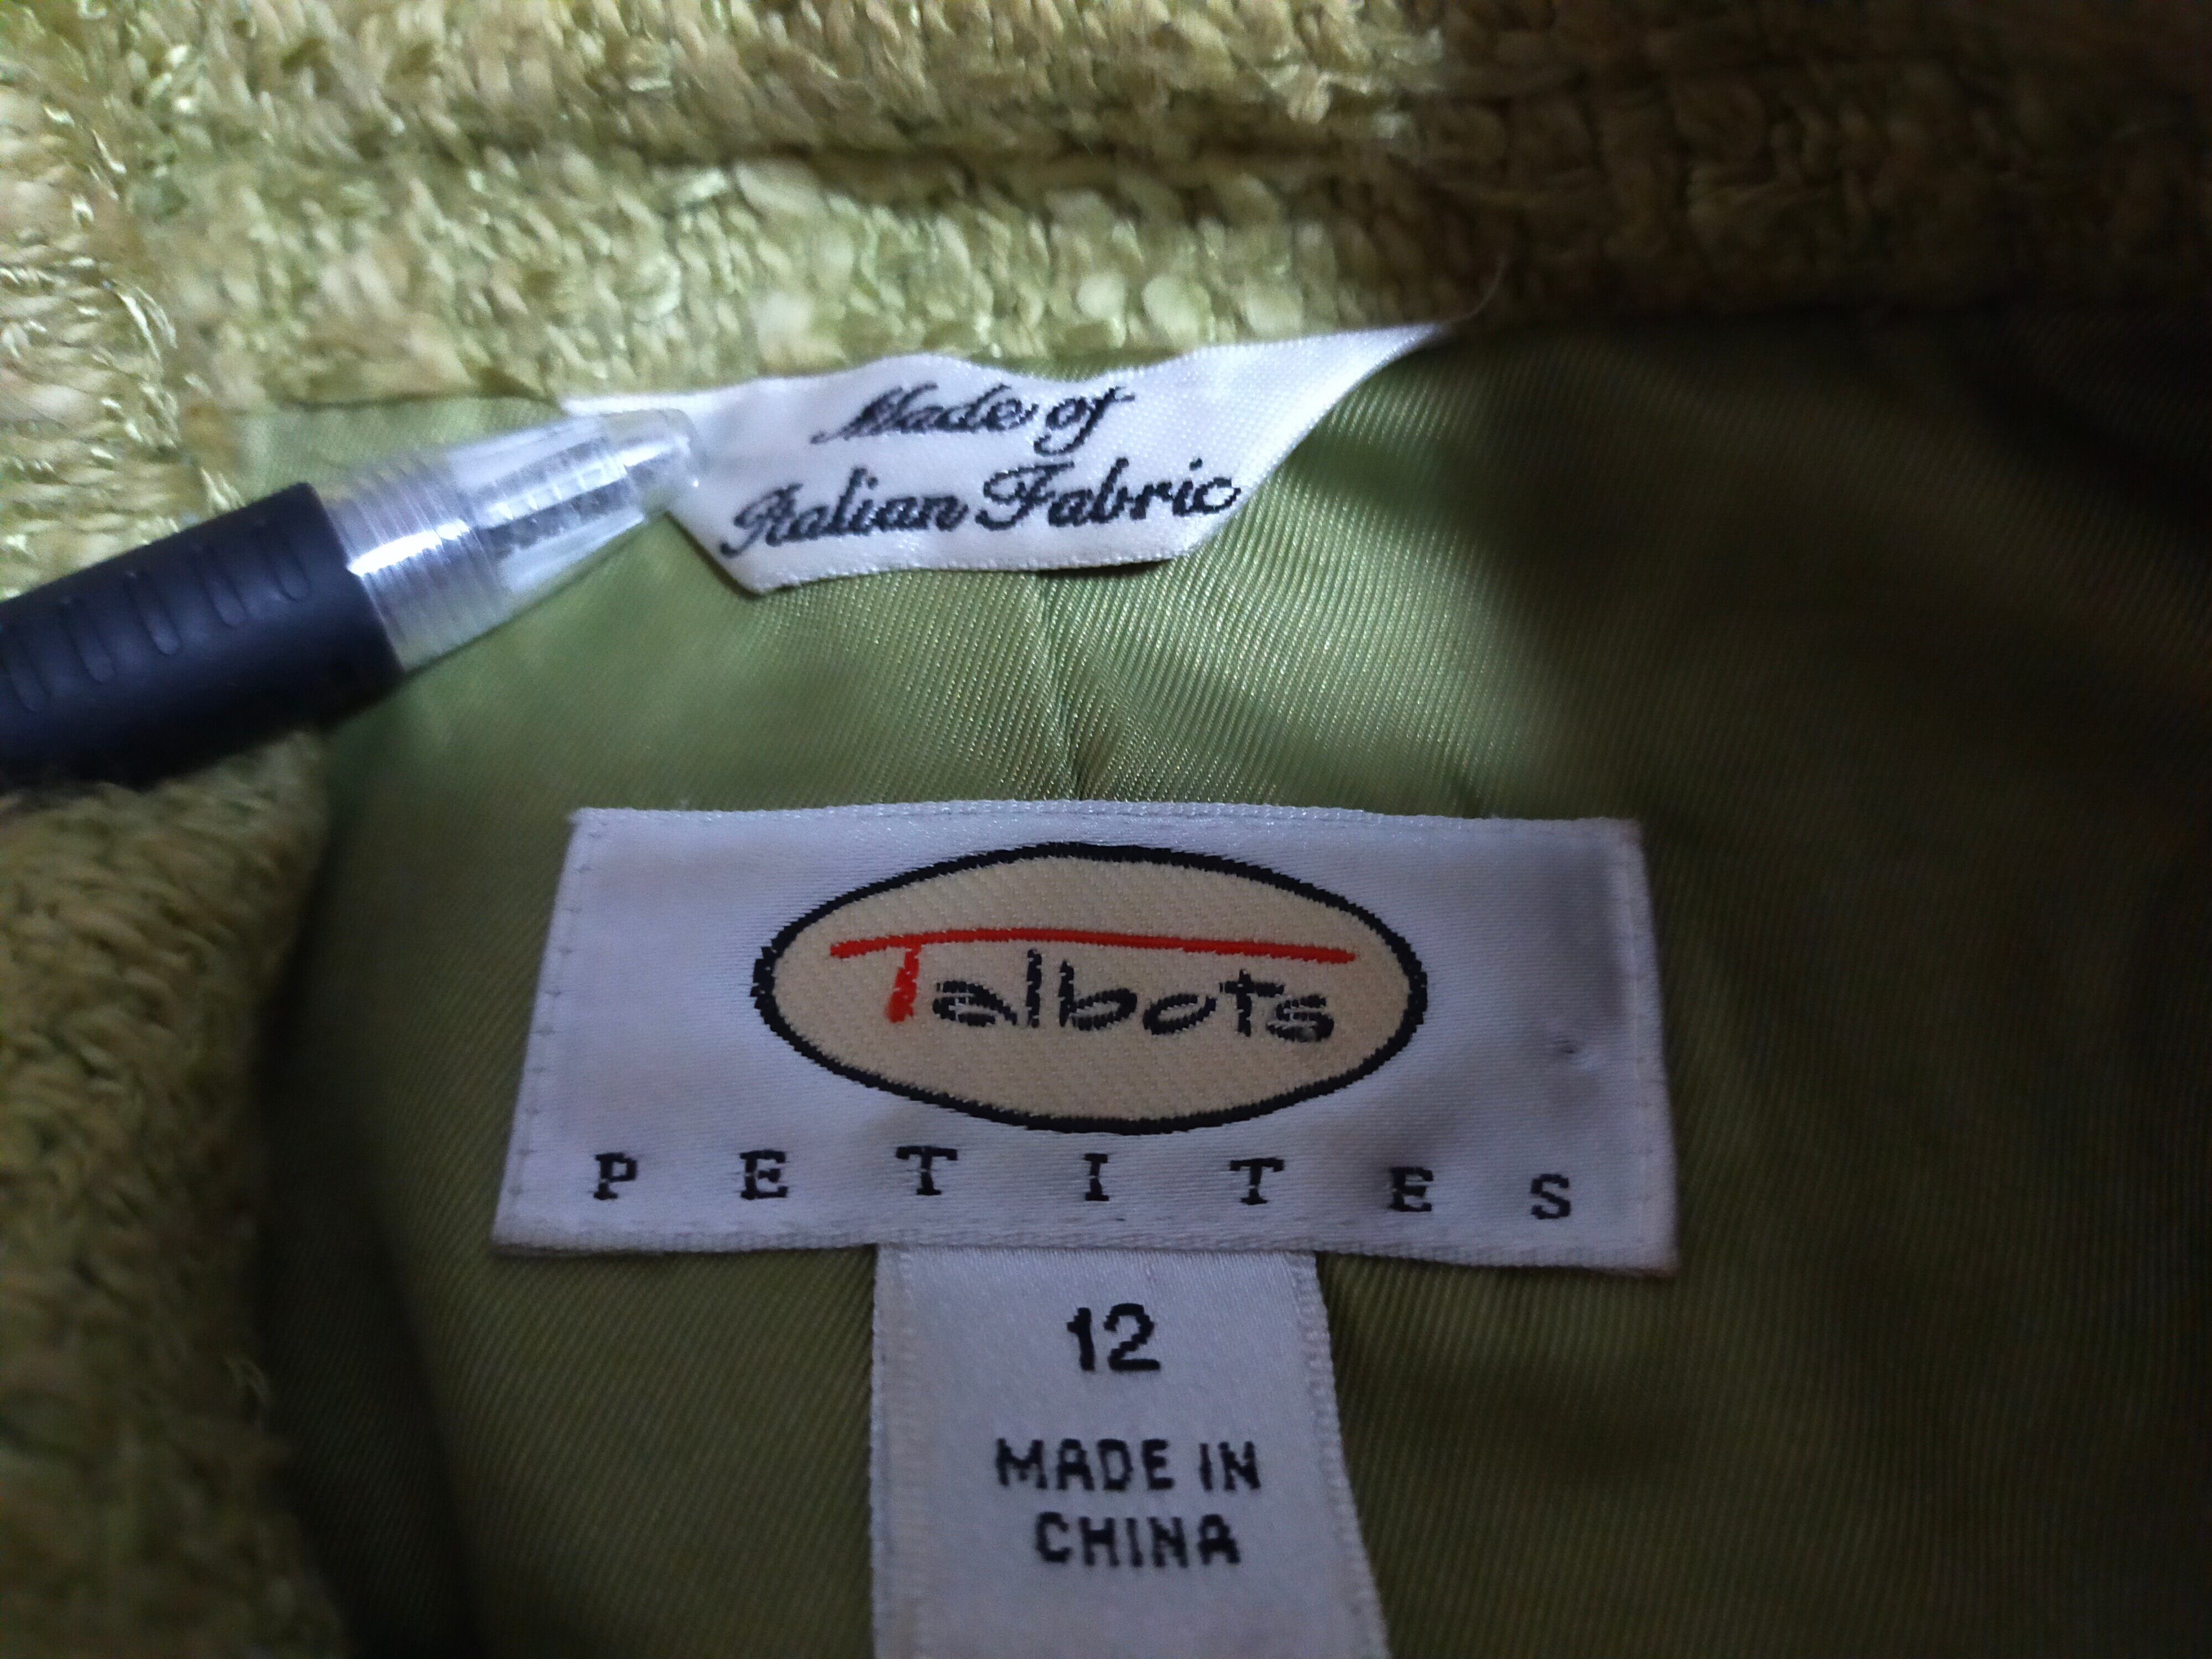 Made of
Italian Fabric
Talbots
PETITES
12
MADE IN
CHINA